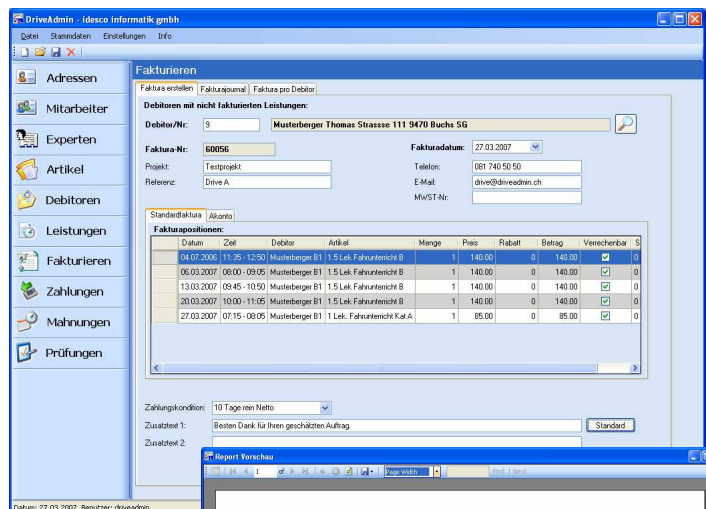 DriveAdmin - idesco informatik gmbh
Datei Stammdaten Einstellungen Info
Adressen
Mitarbeiter
Experten
Artikel
Debitoren
Leistungen
Fakturieren
Zahlungen
Mahnungen
Prüfungen
Fakturieren
Faktura erstellen Fakturajournal Faktura pro Debitor
Debitoren mit nicht fakturierten Leistungen:
Debitor/Nr: 9 Musterberger Thomas Strassse 111 9470 Buchs SG
Faktura-Nr: 60056 Fakturadatum: 27.03.2007
Projekt: Testprojekt Telefon: 081 740 50 50
Referenz: Drive A E-Mail: drive@driveadmin.ch
MWST-Nr:
Standardfaktura Akonto
Fakturapositionen:
Datum Zeit Debitor Artikel Menge Preis Rabatt Betrag Verrechenbar S
04.07.2006 11:35 - 12:50 Musterberger B1 1.5 Lek Fahrunterricht B 1 140.00 0 140.00 0
06.03.2007 08:00 - 09:05 Musterberger B1 1.5 Lek Fahrunterricht B 1 140.00 0 140.00 0
13.03.2007 09:45 - 10:50 Musterberger B1 1.5 Lek Fahrunterricht B 1 140.00 0 140.00 0
20.03.2007 10:00 - 11:05 Musterberger B1 1.5 Lek Fahrunterricht B 1 140.00 0 140.00 0
27.03.2007 07:15 - 08:05 Musterberger B1 1 Lek. Fahrunterricht Kat A 1 85.00 0 85.00 0
Zahlungskondition: 10 Tage rein Netto
Zusatztext 1: Besten Dank für Ihren geschätzten Auftrag. Standard
Zusatztext 2:
Report Vorschau
1 of Page Width Find | Next
Datum: 27.03.2007 Benutzer: driveadmin